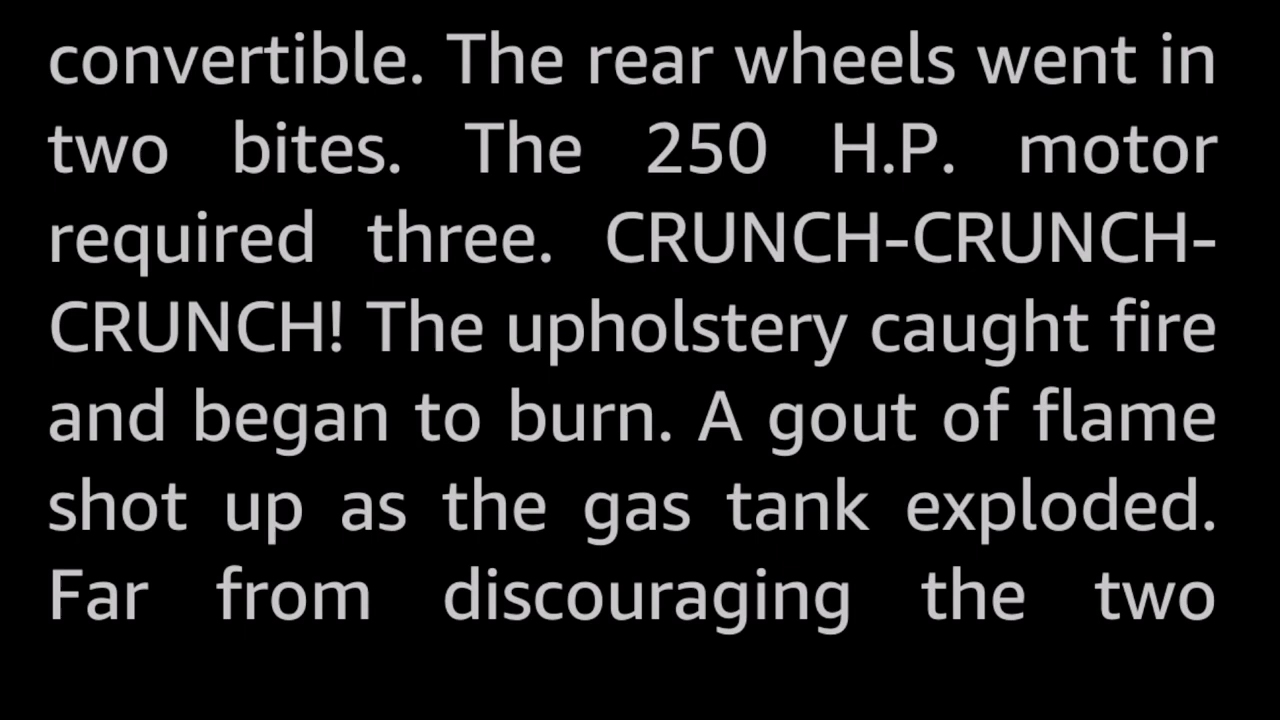 convertible. The rear wheels went in
two bites. The 250 H.P. motor
required three. CRUNCH-CRUNCH-
CRUNCH! The upholstery caught fire
and began to burn. A gout of flame
shot up as the gas tank exploded.
Far from discouraging the two